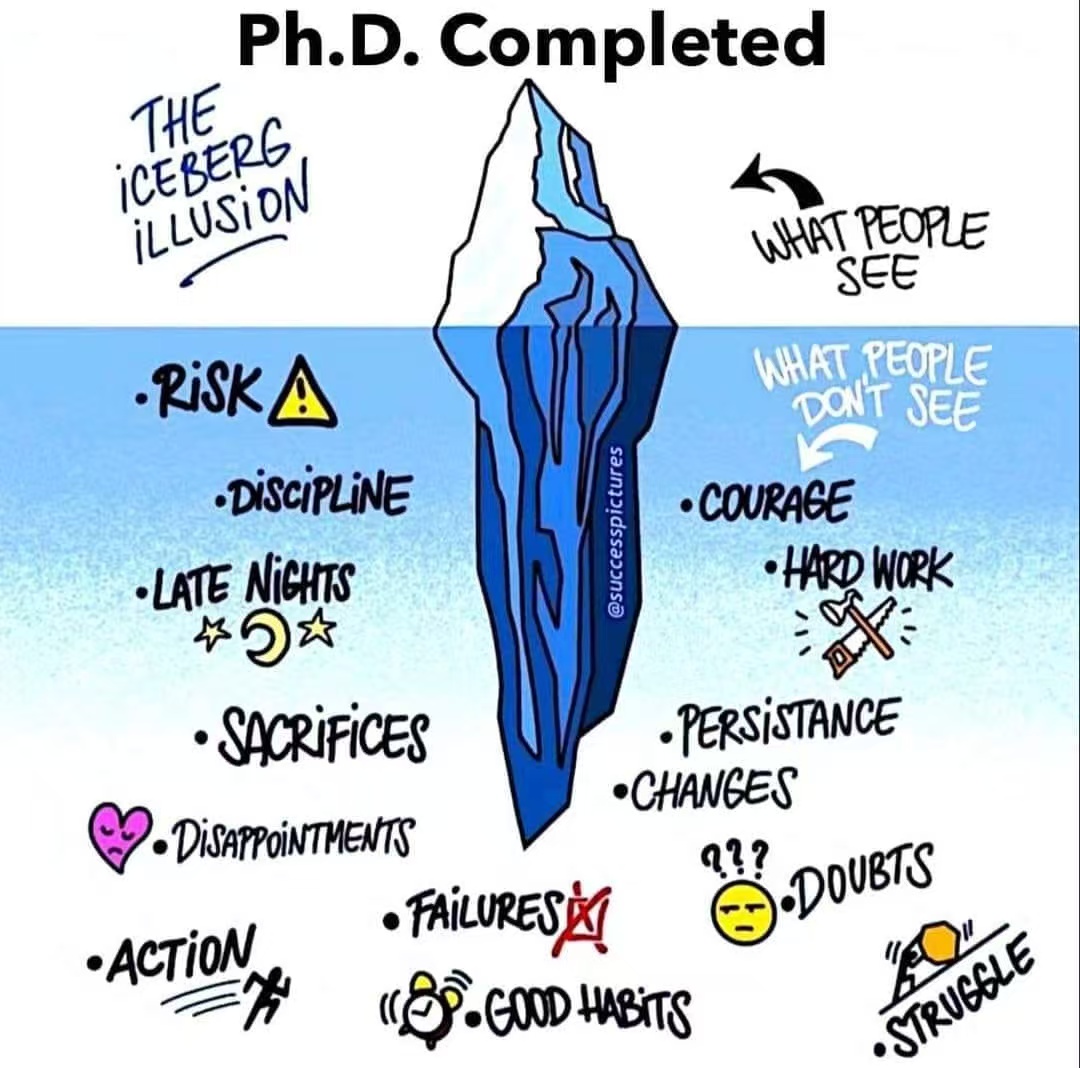 Ph.D. Completed
THE
iCEBERG
iLLUSiON
WHAT PEOPLE
SEE
WHAT PEOPLE
DON'T SEE
•RiSK
•DiSCiPLiNE
•COURAGE
•LATE NiGHTS
•HARD WORK
@successpictures
•SACRiFiCES
•PERSiSTANCE
•CHANGES
•DiSAPPOiNTMENTS
???
•DOUBTS
•FAiLURES
•ACTiON
•GOOD HABiTS
•STRUGGLE